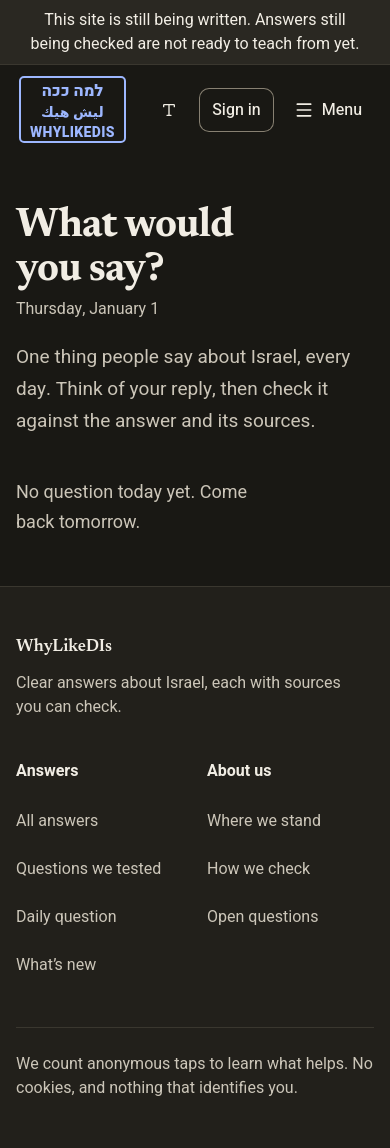 This site is still being written. Answers still
being checked are not ready to teach from yet.
למה ככה
ليش هيك
WHYLIKEDIS
T
Sign in
Menu
What would
you say?
Thursday, January 1
One thing people say about Israel, every
day. Think of your reply, then check it
against the answer and its sources.
No question today yet. Come
back tomorrow.
WhyLikeDIs
Clear answers about Israel, each with sources
you can check.
Answers
About us
All answers
Where we stand
Questions we tested
How we check
Daily question
Open questions
What’s new
We count anonymous taps to learn what helps. No
cookies, and nothing that identifies you.